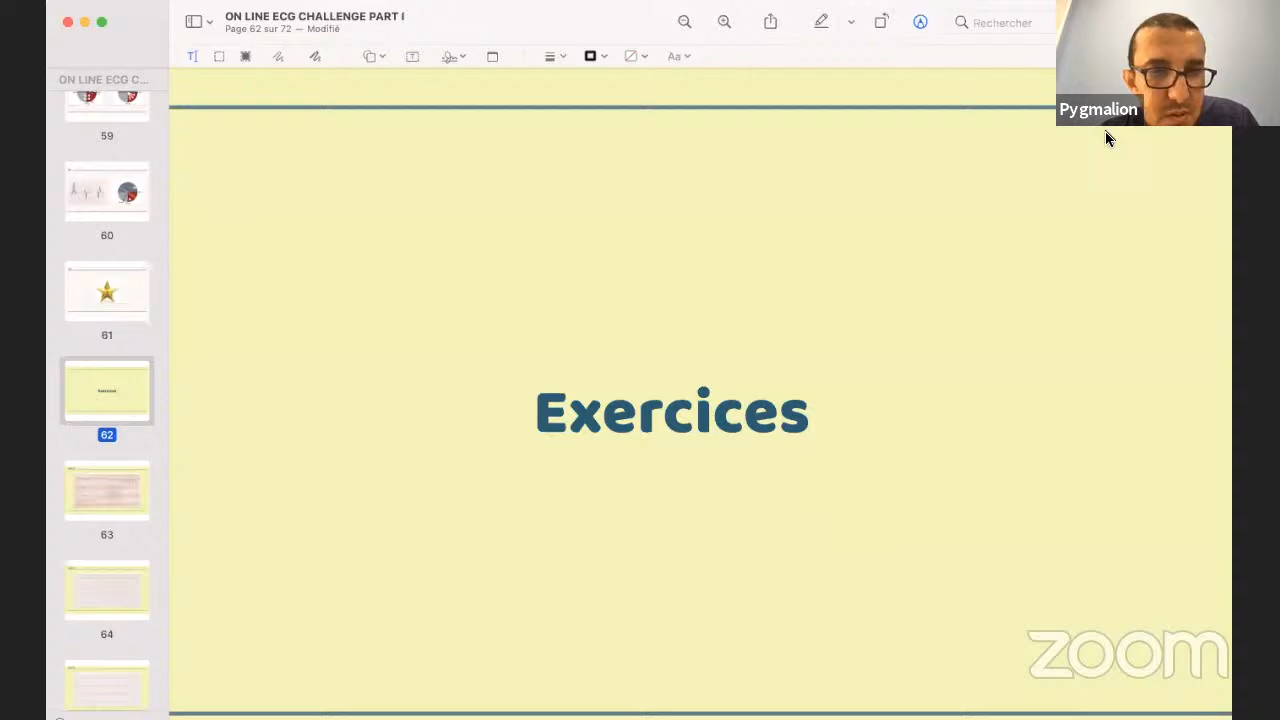 ON LINE ECG CHALLENGE PART I
Page 62 sur 72 — Modifié
Rechercher
Aa
ON LINE ECG C...
59
60
61
62
63
64
Exercices
Pygmalion
zoom